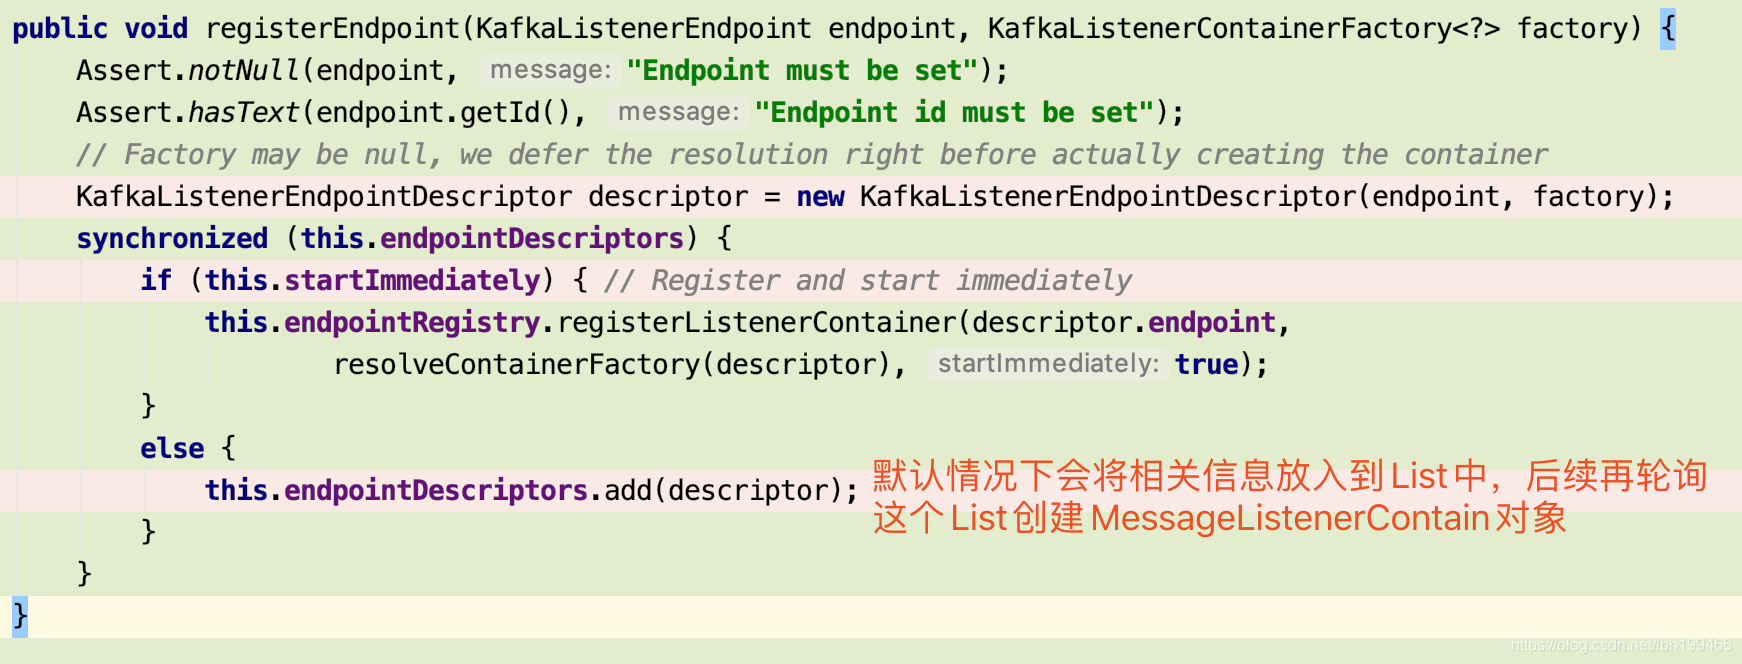 public void registerEndpoint(KafkaListenerEndpoint endpoint, KafkaListenerContainerFactory<?> factory) {
Assert.notNull(endpoint, message: "Endpoint must be set");
Assert.hasText(endpoint.getId(), message: "Endpoint id must be set");
// Factory may be null, we defer the resolution right before actually creating the container
KafkaListenerEndpointDescriptor descriptor = new KafkaListenerEndpointDescriptor(endpoint, factory);
synchronized (this.endpointDescriptors) {
if (this.startImmediately) { // Register and start immediately
this.endpointRegistry.registerListenerContainer(descriptor.endpoint,
resolveContainerFactory(descriptor), startImmediately: true);
}
else {
this.endpointDescriptors.add(descriptor);
默认情况下会将相关信息放入到List中，后续再轮询
这个List创建MessageListenerContain对象
}
}
}
https://blog.csdn.net/lbh199466